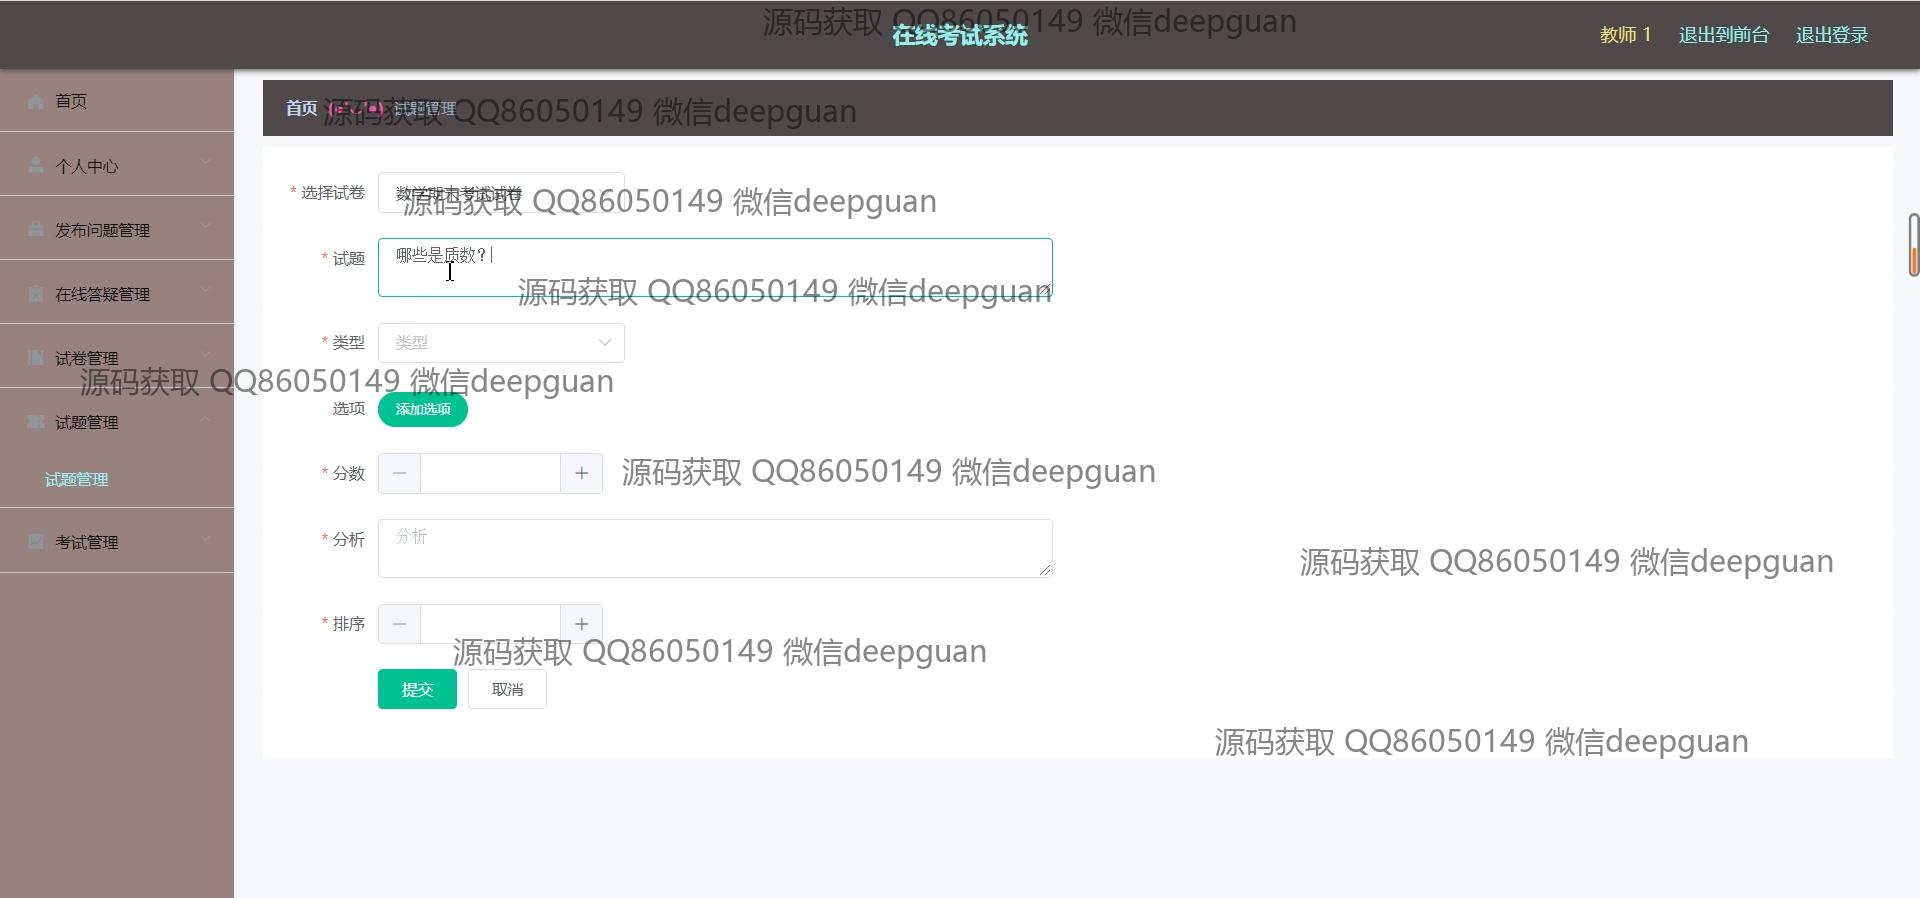 源码获取 QQ86050149 微信deepguan
在线考试系统
教师 1
退出到前台
退出登录
首页
个人中心
发布问题管理
在线答疑管理
试卷管理
试题管理
试题管理
考试管理
首页
试题管理
源码获取 QQ86050149 微信deepguan
* 选择试卷
数学期末考试试卷
源码获取 QQ86050149 微信deepguan
* 试题
哪些是质数?
源码获取 QQ86050149 微信deepguan
* 类型
类型
源码获取 QQ86050149 微信deepguan
选项
添加选项
* 分数
源码获取 QQ86050149 微信deepguan
* 分析
分析
源码获取 QQ86050149 微信deepguan
* 排序
源码获取 QQ86050149 微信deepguan
提交
取消
源码获取 QQ86050149 微信deepguan